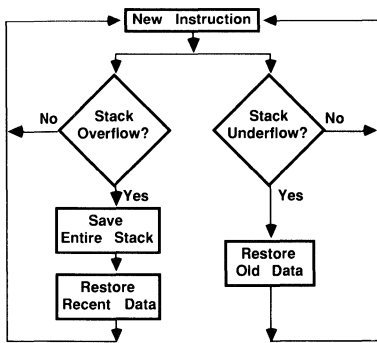 New Instruction
No
Stack
Overflow?
Stack
Underflow?
No
Yes
Yes
Save
Entire Stack
Restore
Recent Data
Restore
Old Data